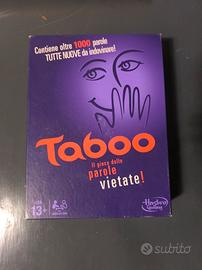 Contiene oltre 1000 parole
TUTTE NUOVE da indovinare!
Taboo
Il gioco delle
parole
vietate!
13+
Hasbro
Gaming
subito